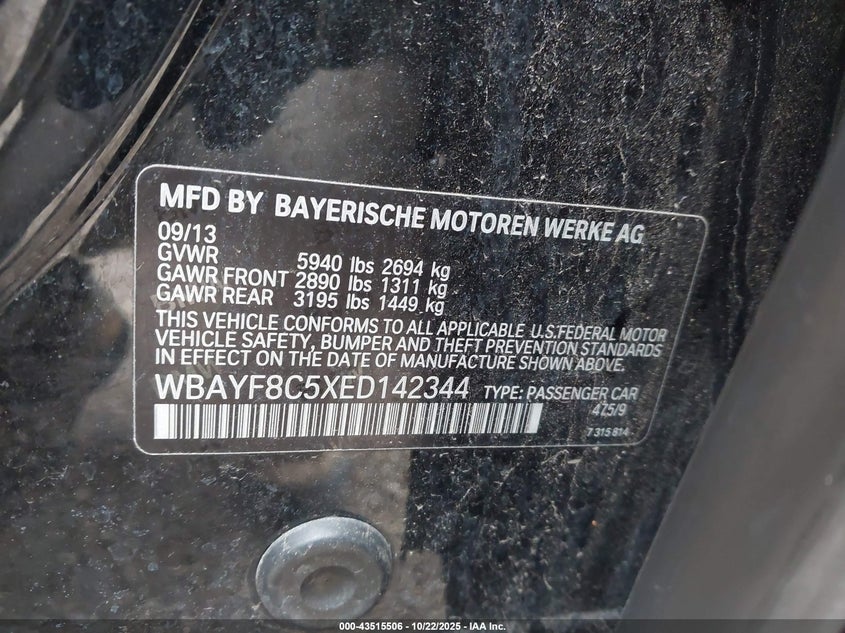 MFD BY BAYERISCHE MOTOREN WERKE AG
09/13
GVWR 5940 lbs 2694 kg
GAWR FRONT 2890 lbs 1311 kg
GAWR REAR 3195 lbs 1449 kg
THIS VEHICLE CONFORMS TO ALL APPLICABLE U.S.FEDERAL MOTOR
VEHICLE SAFETY, BUMPER AND THEFT PREVENTION STANDARDS
IN EFFECT ON THE DATE OF MANUFACTURE SHOWN ABOVE.
WBAYF8C5XED142344 TYPE: PASSENGER CAR
475/9
7 315 814
000-43515506 - 10/22/2025 - IAA Inc.